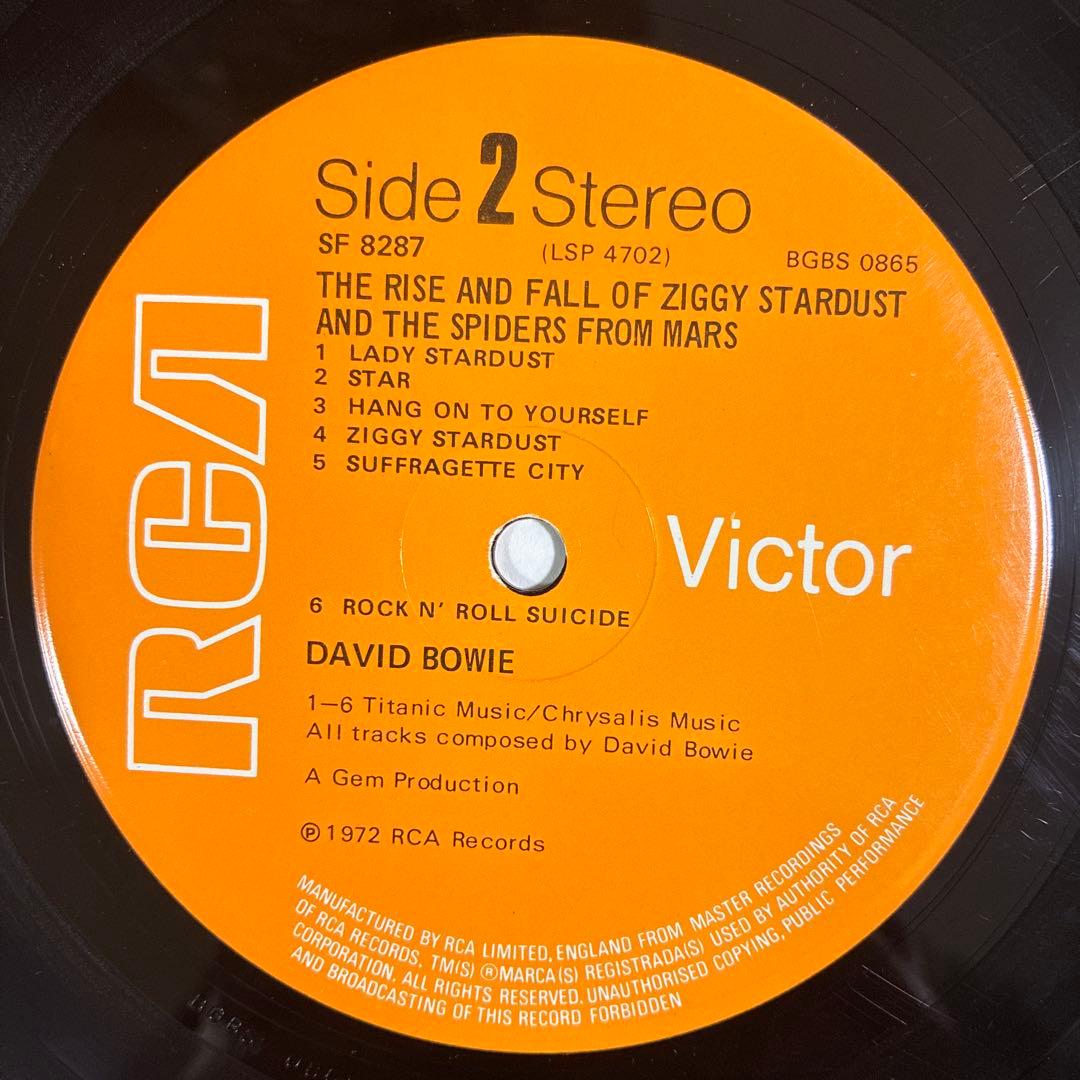 Side 2 Stereo
SF 8287 (LSP 4702) BGBS 0865
THE RISE AND FALL OF ZIGGY STARDUST
AND THE SPIDERS FROM MARS
1 LADY STARDUST
2 STAR
3 HANG ON TO YOURSELF
4 ZIGGY STARDUST
5 SUFFRAGETTE CITY
RCA
Victor
6 ROCK N' ROLL SUICIDE
DAVID BOWIE
1—6 Titanic Music/Chrysalis Music
All tracks composed by David Bowie
A Gem Production
℗1972 RCA Records
MANUFACTURED BY RCA LIMITED, ENGLAND FROM MASTER RECORDINGS
OF RCA RECORDS, TM(S) ®MARCA(S) REGISTRADA(S) USED BY AUTHORITY OF RCA
CORPORATION, ALL RIGHTS RESERVED. UNAUTHORISED COPYING, PUBLIC PERFORMANCE
AND BROADCASTING OF THIS RECORD FORBIDDEN